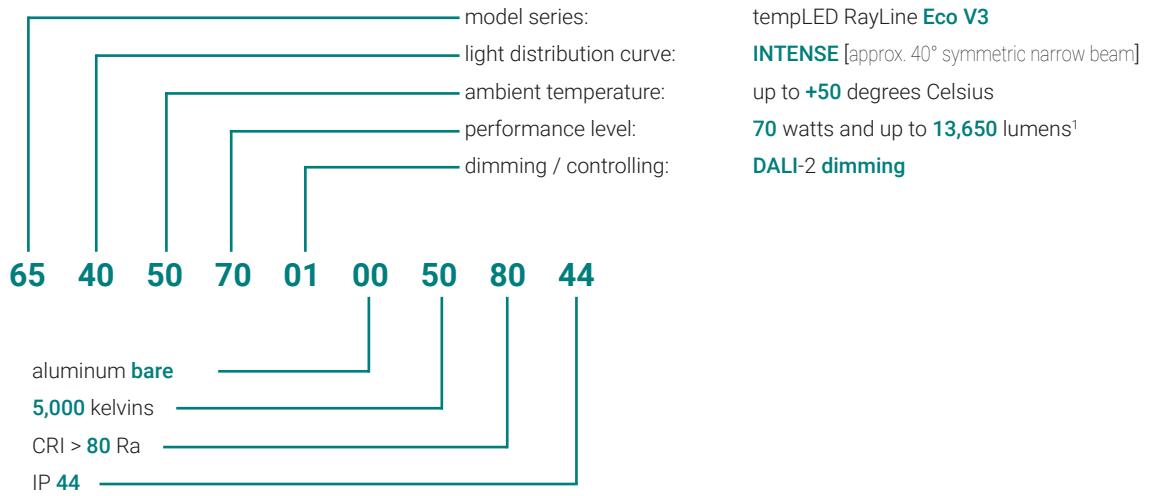 model series: tempLED RayLine Eco V3
light distribution curve: INTENSE [approx. 40° symmetric narrow beam]
ambient temperature: up to +50 degrees Celsius
performance level: 70 watts and up to 13,650 lumens¹
dimming / controlling: DALI-2 dimming
65 40 50 70 01 00 50 80 44
aluminum bare
5,000 kelvins
CRI > 80 Ra
IP 44